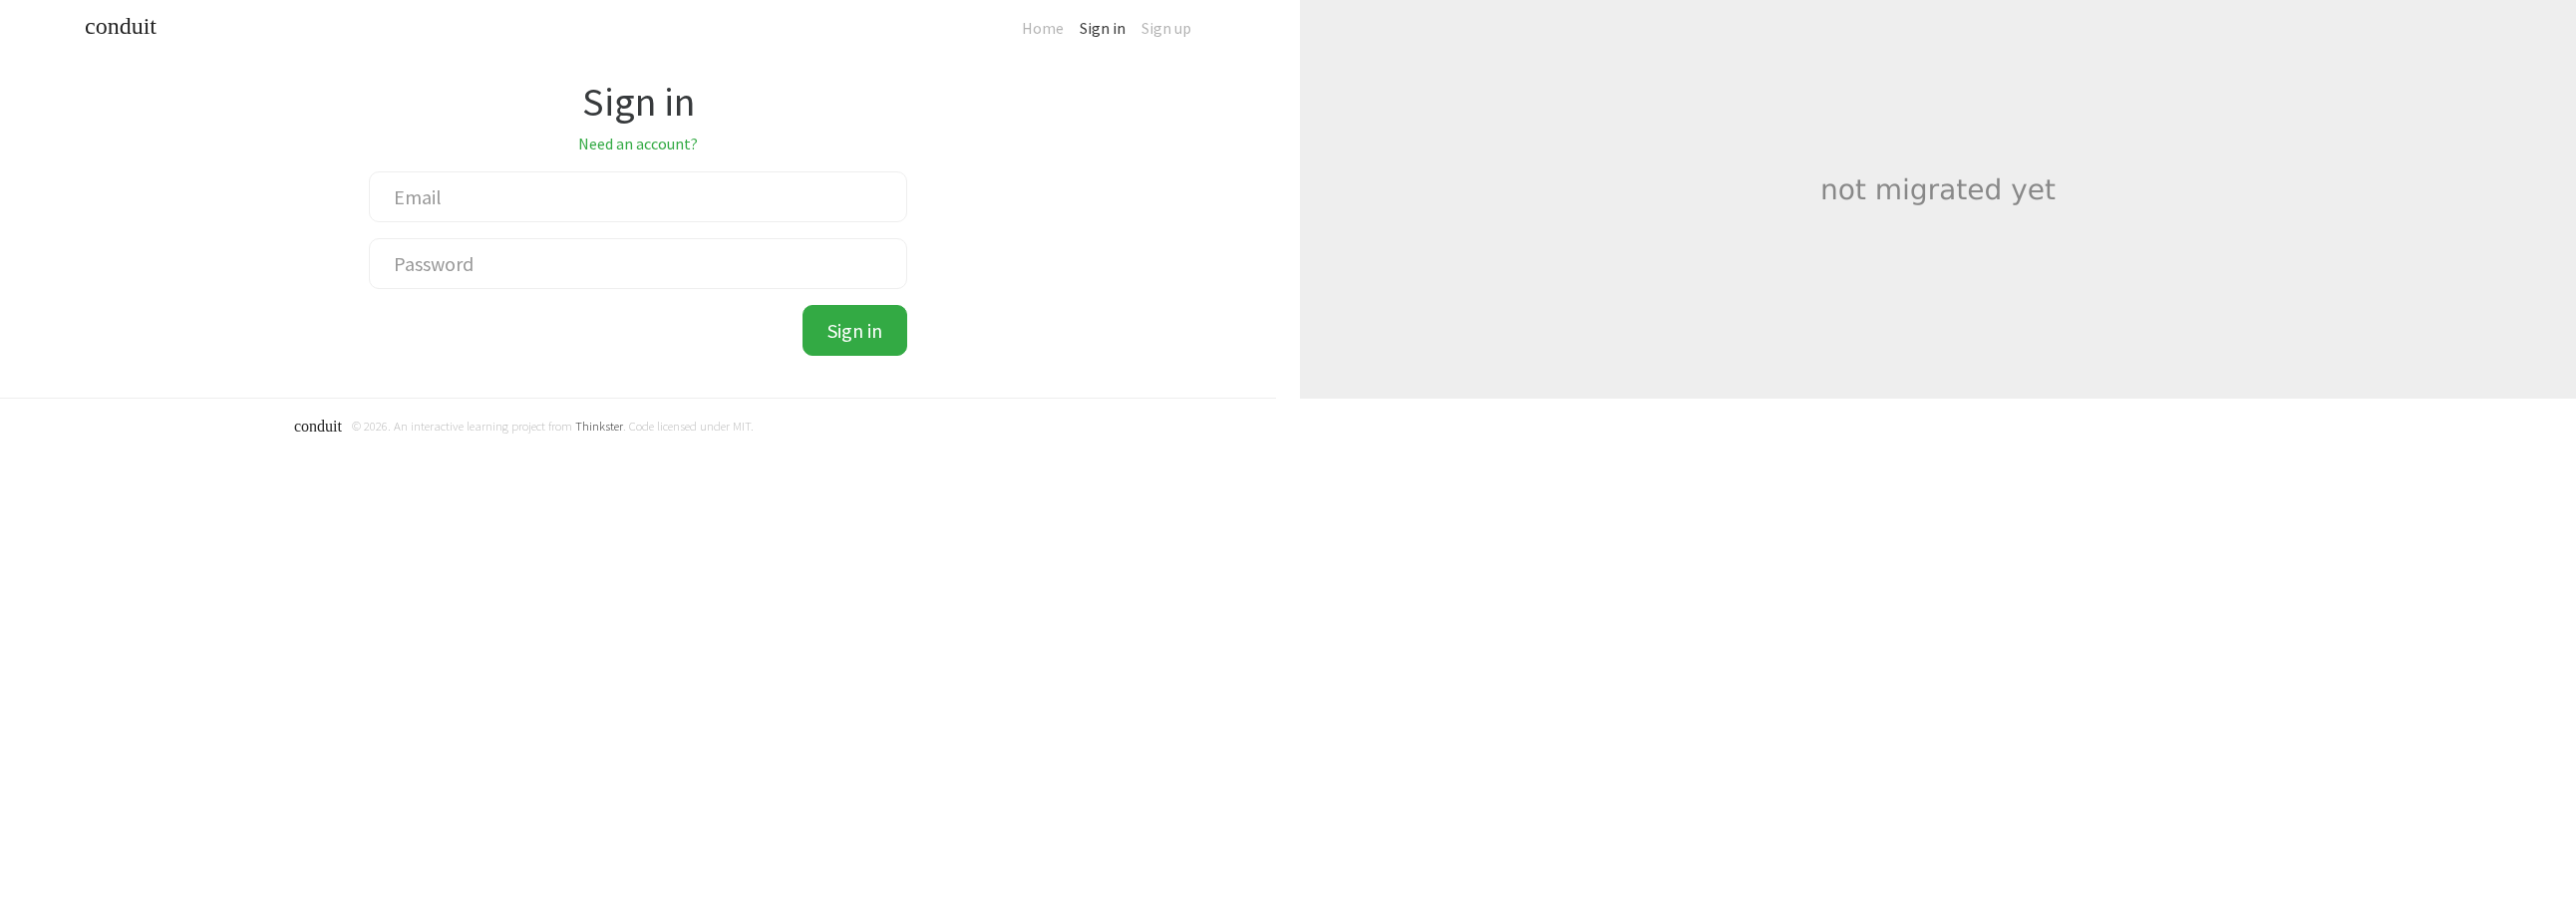 conduit
Home Sign in Sign up
Sign in
Need an account?
Email
Password
Sign in
conduit © 2026. An interactive learning project from Thinkster. Code licensed under MIT.
not migrated yet